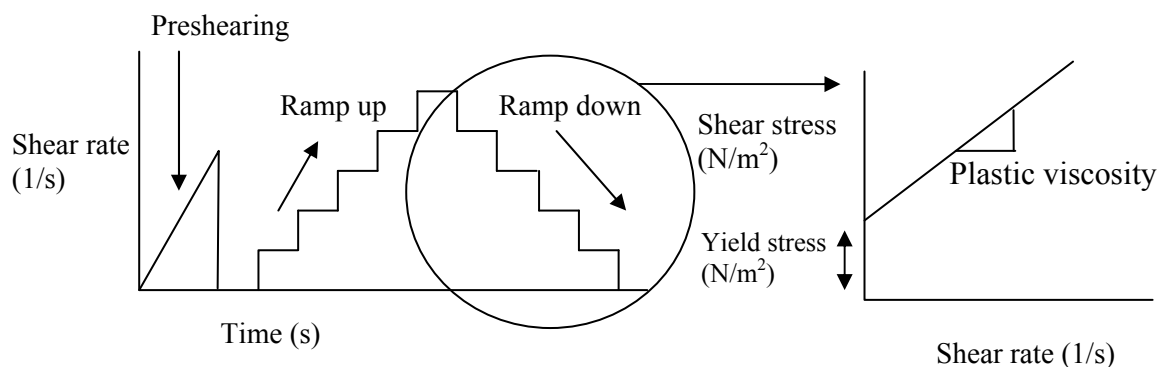 Preshearing
Shear rate
(1/s)
Ramp up
Ramp down
Time (s)
Shear stress
(N/m²)
Plastic viscosity
Yield stress
(N/m²)
Shear rate (1/s)